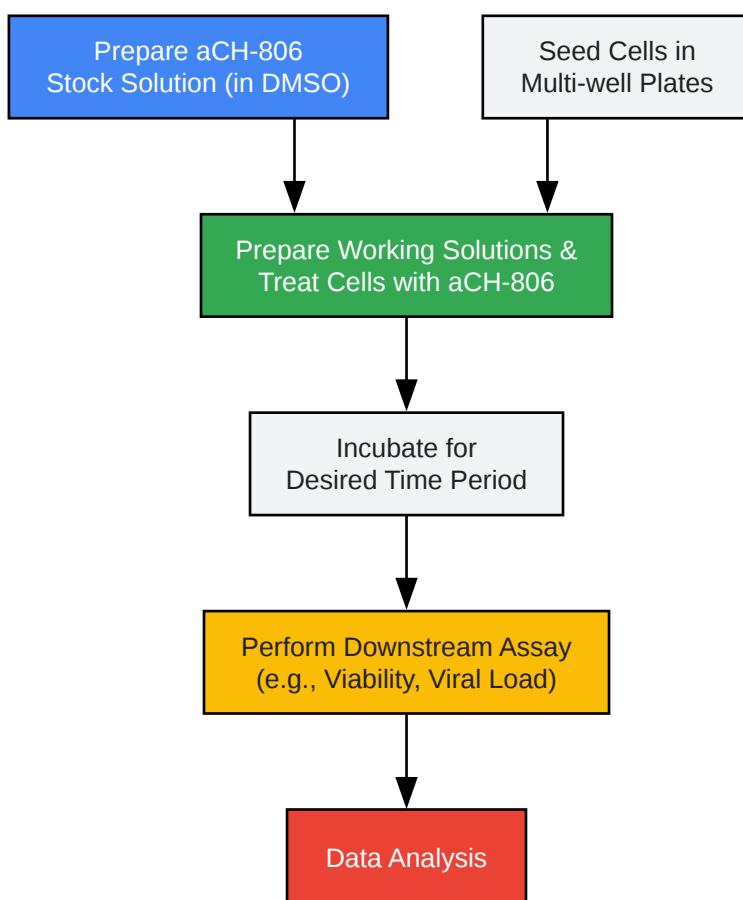 Prepare aCH-806
Stock Solution (in DMSO)
Seed Cells in
Multi-well Plates
Prepare Working Solutions &
Treat Cells with aCH-806
Incubate for
Desired Time Period
Perform Downstream Assay
(e.g., Viability, Viral Load)
Data Analysis